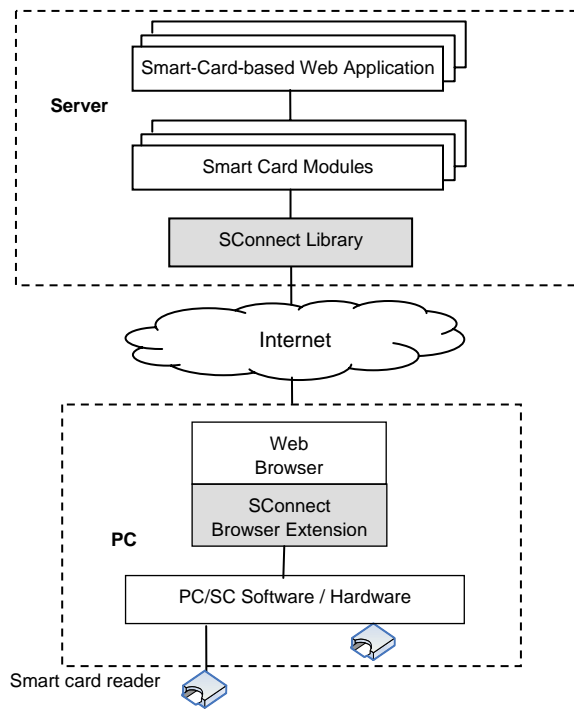 Smart-Card-based Web Application
Server
Smart Card Modules
SConnect Library
Internet
Web
Browser
SConnect
Browser Extension
PC
PC/SC Software / Hardware
Smart card reader